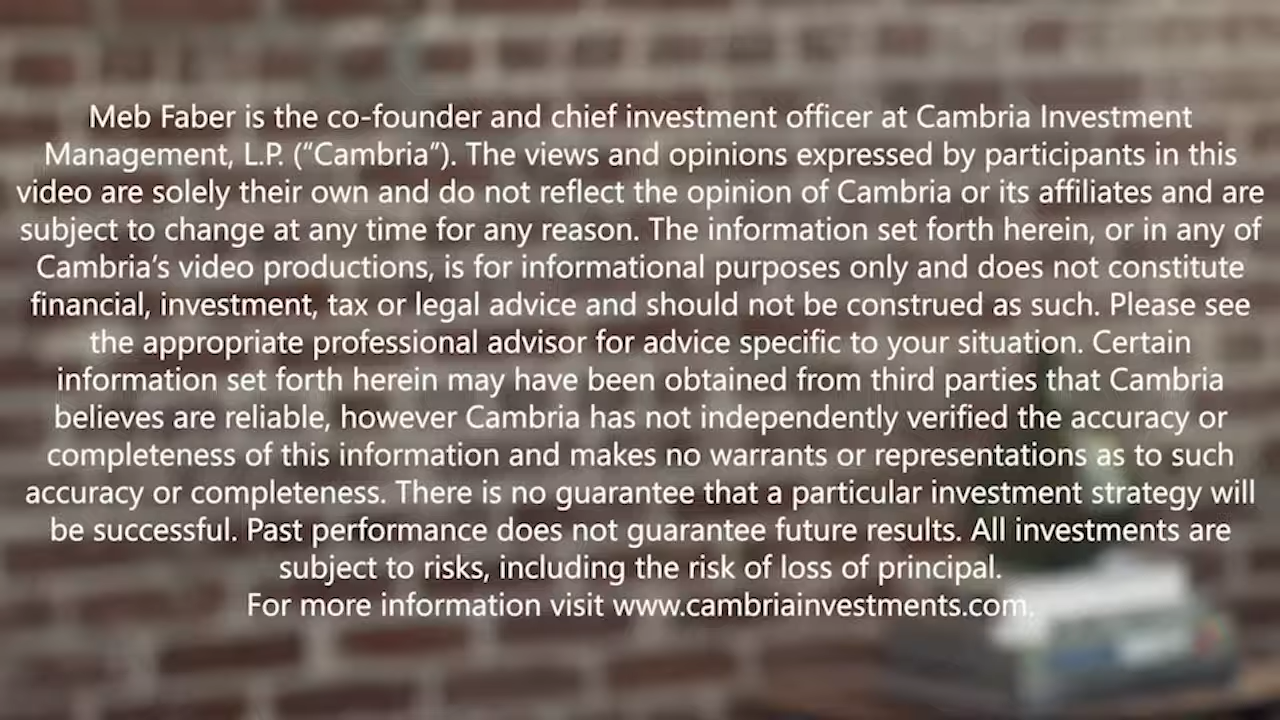 Meb Faber is the co-founder and chief investment officer at Cambria Investment
Management, L.P. (“Cambria”). The views and opinions expressed by participants in this
video are solely their own and do not reflect the opinion of Cambria or its affiliates and are
subject to change at any time for any reason. The information set forth herein, or in any of
Cambria’s video productions, is for informational purposes only and does not constitute
financial, investment, tax or legal advice and should not be construed as such. Please see
the appropriate professional advisor for advice specific to your situation. Certain
information set forth herein may have been obtained from third parties that Cambria
believes are reliable, however Cambria has not independently verified the accuracy or
completeness of this information and makes no warrants or representations as to such
accuracy or completeness. There is no guarantee that a particular investment strategy will
be successful. Past performance does not guarantee future results. All investments are
subject to risks, including the risk of loss of principal.
For more information visit www.cambriainvestments.com.